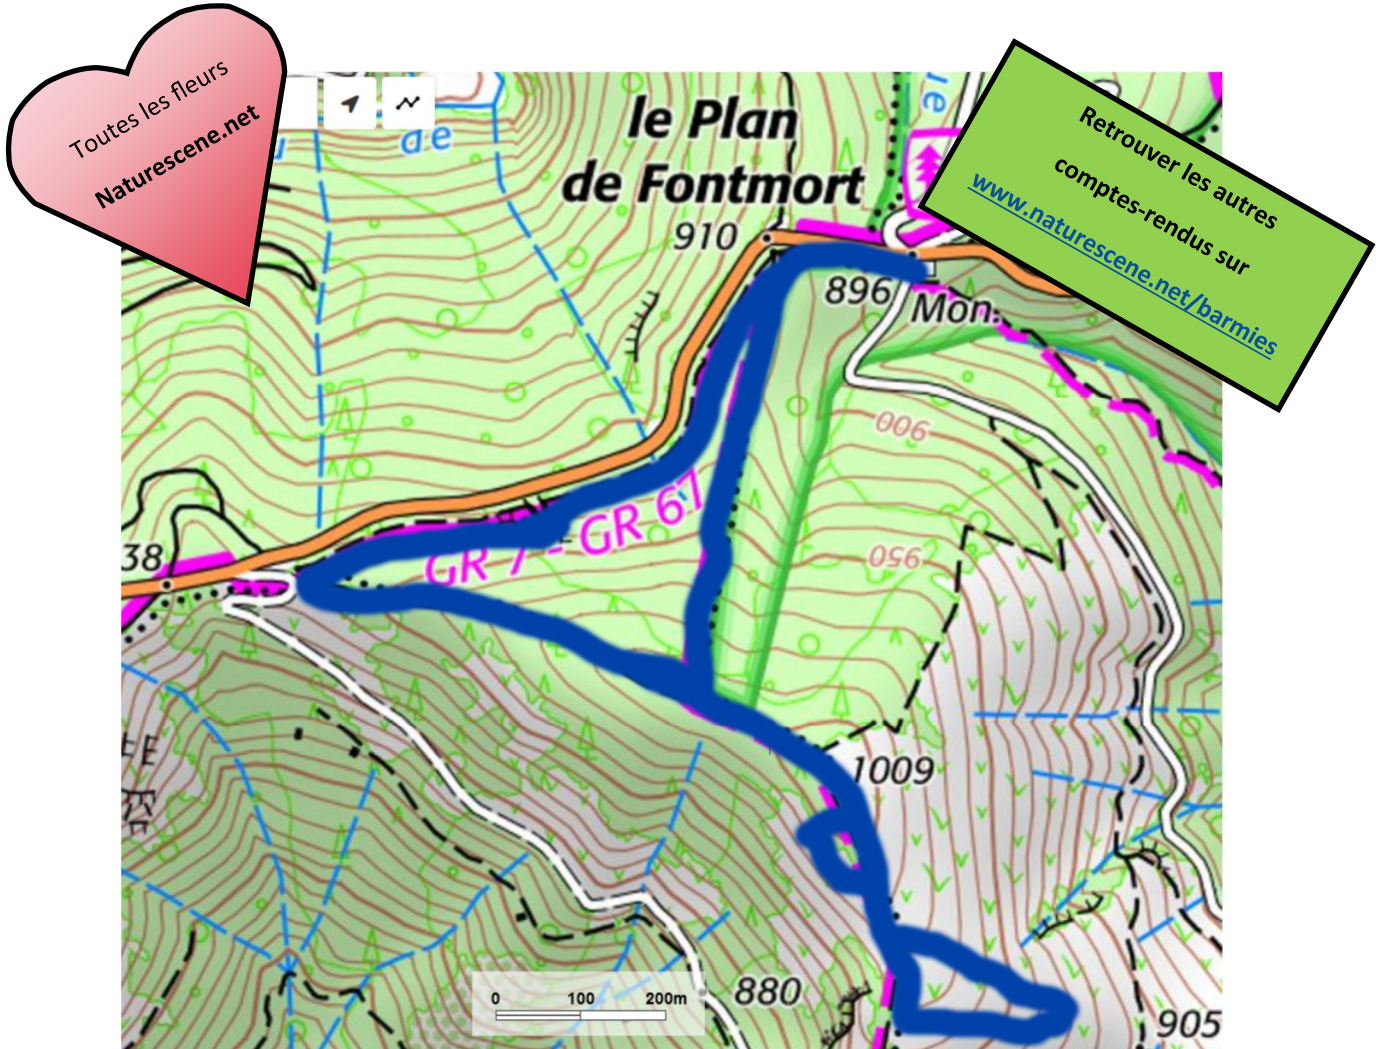 Toutes les fleurs
Naturescene.net
Retrouver les autres
comptes-rendus sur
www.naturescene.net/barmies
de
le Plan
de Fontmort
910
896
Mon.
900
950
GR 7 - GR 67
38
1009
880
905
0 100 200m